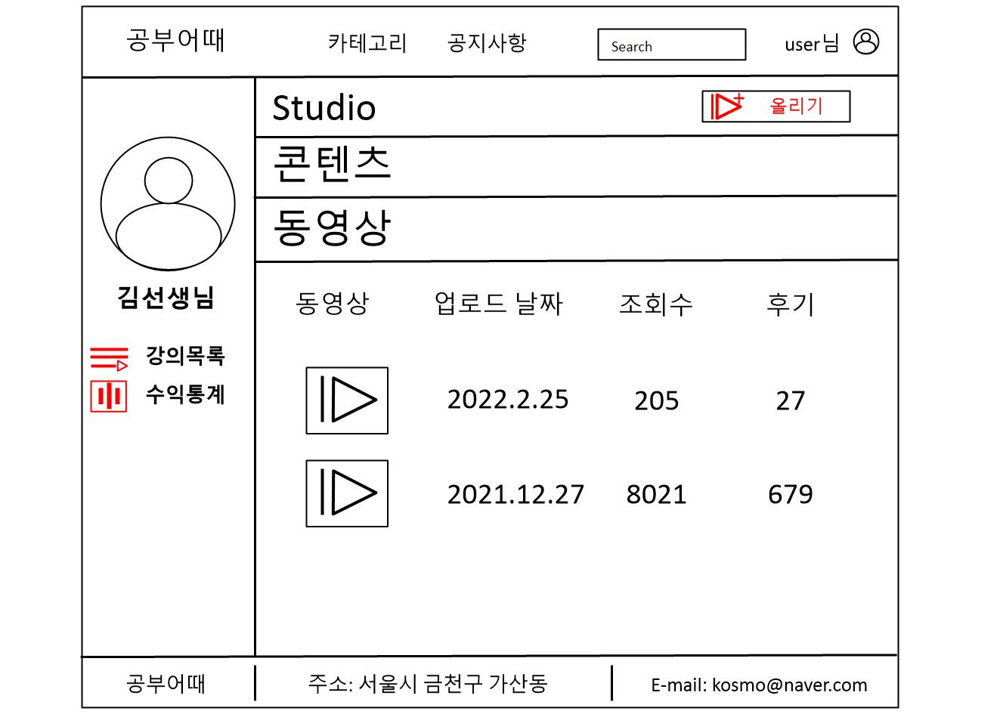 공부어때 카테고리 공지사항 Search user님
Studio 올리기
콘텐츠
동영상
김선생님
강의목록
수익통계
동영상 업로드 날짜 조회수 후기
2022.2.25 205 27
2021.12.27 8021 679
공부어때 주소: 서울시 금천구 가산동 E-mail: kosmo@naver.com